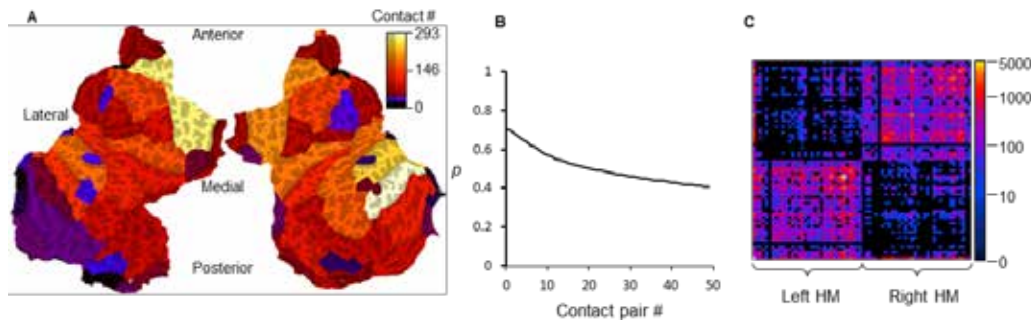 A
Contact #
293
146
0
Anterior
Lateral
Medial
Posterior
B
1
0.8
0.6
0.4
0.2
0
p
0 10 20 30 40 50
Contact pair #
C
5000
1000
100
10
0
Left HM Right HM